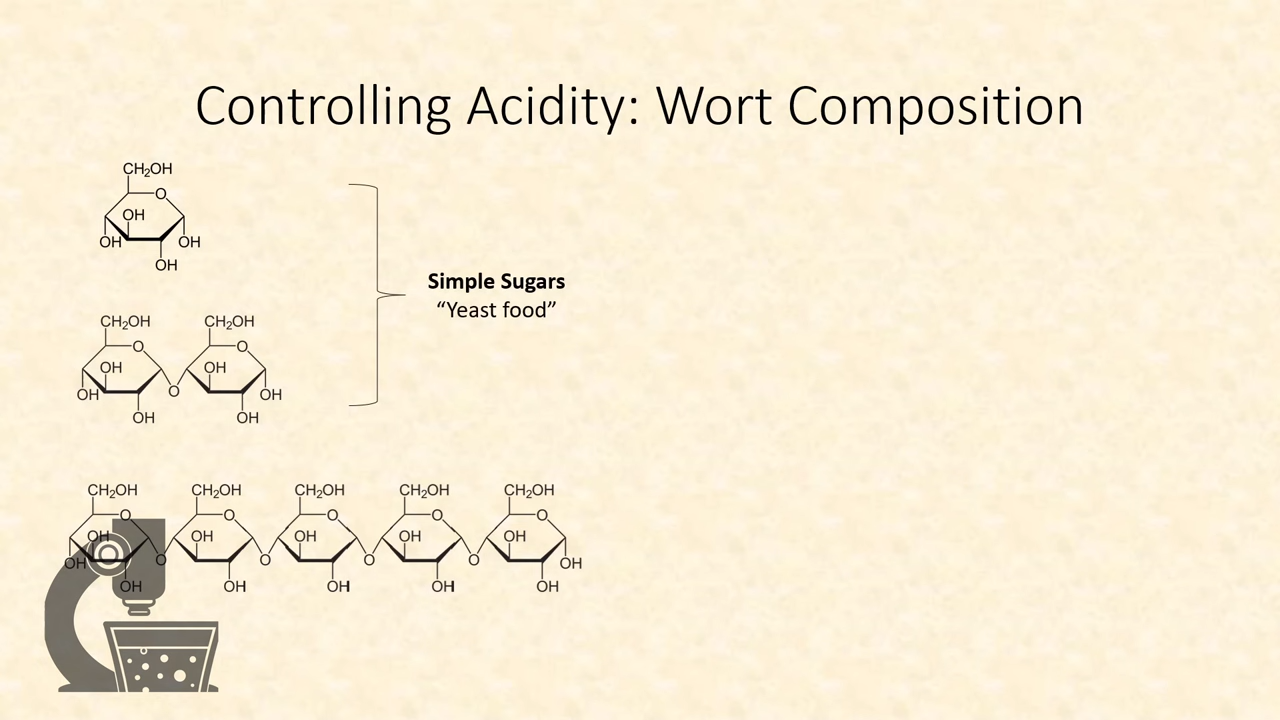 Controlling Acidity: Wort Composition
CH₂OH
O
OH
OH
OH
OH
Simple Sugars
“Yeast food”
CH₂OH CH₂OH
O O
OH OH
OH O OH
OH OH
CH₂OH CH₂OH CH₂OH CH₂OH CH₂OH
O O O O O
OH OH OH OH OH
OH O O O O OH
OH OH OH OH OH